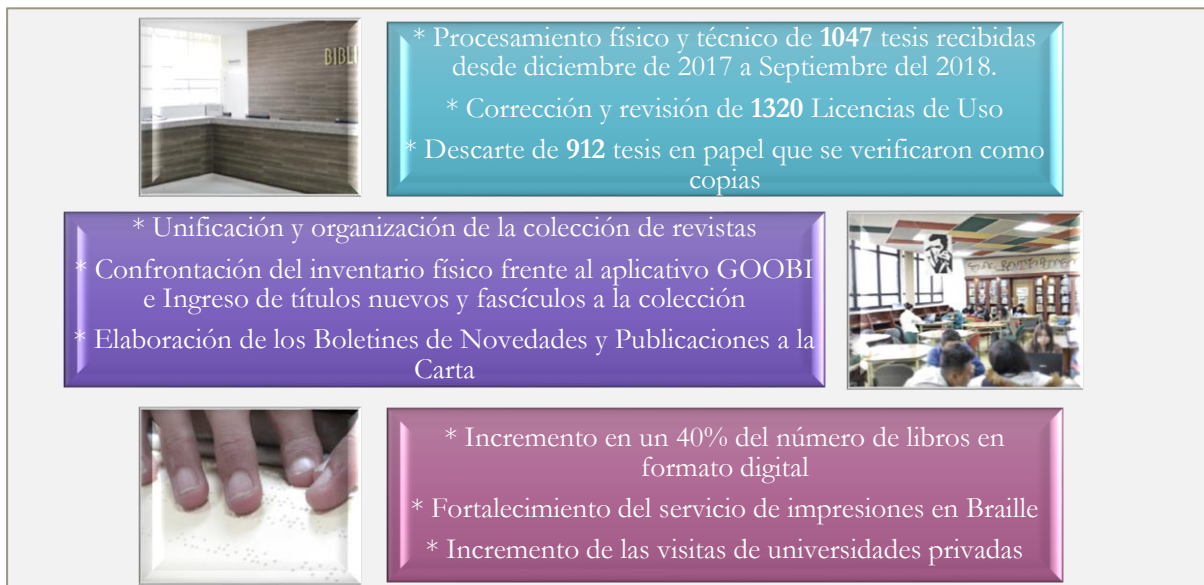 BIBLI
* Procesamiento físico y técnico de 1047 tesis recibidas
desde diciembre de 2017 a Septiembre del 2018.
* Corrección y revisión de 1320 Licencias de Uso
* Descarte de 912 tesis en papel que se verificaron como
copias
* Unificación y organización de la colección de revistas
* Confrontación del inventario físico frente al aplicativo GOOBI
e Ingreso de títulos nuevos y fascículos a la colección
* Elaboración de los Boletines de Novedades y Publicaciones a la
Carta
* Incremento en un 40% del número de libros en
formato digital
* Fortalecimiento del servicio de impresiones en Braille
* Incremento de las visitas de universidades privadas